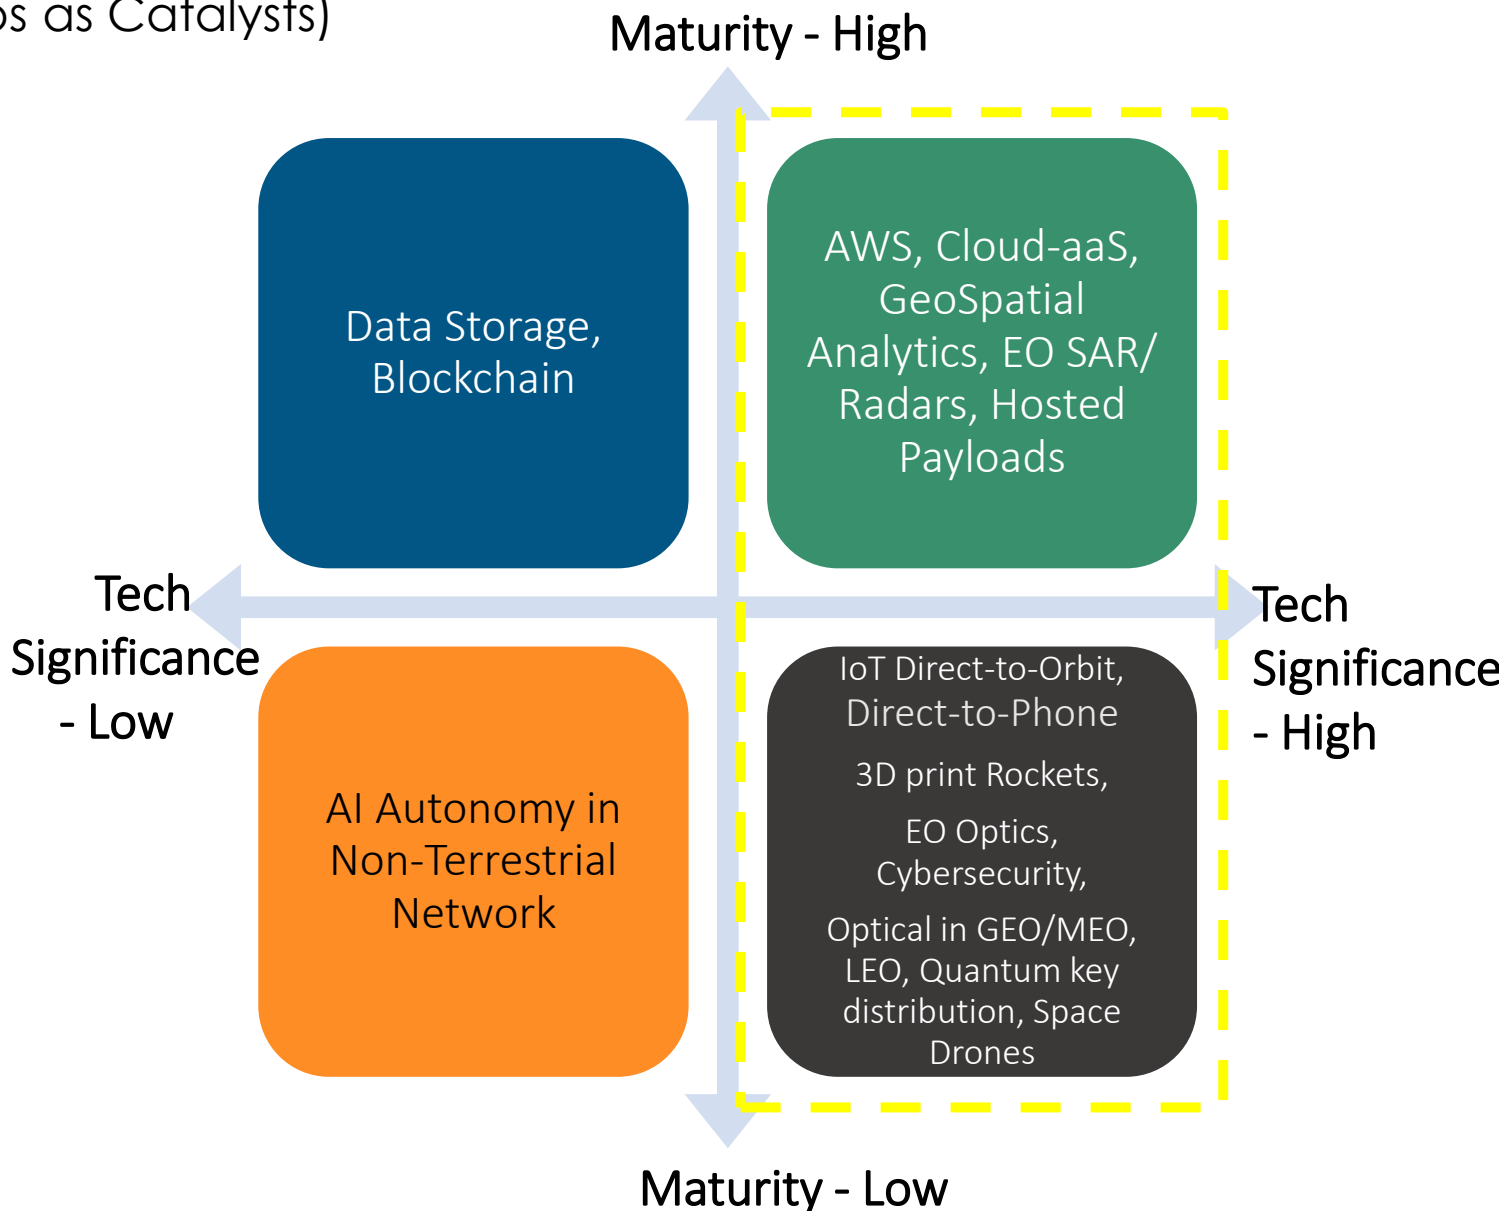 as Catalysts)
Maturity - High
Data Storage,
Blockchain
AWS, Cloud-aaS,
GeoSpatial
Analytics, EO SAR/
Radars, Hosted
Payloads
Tech
Significance
- Low
Tech
Significance
- High
AI Autonomy in
Non-Terrestrial
Network
IoT Direct-to-Orbit,
Direct-to-Phone
3D print Rockets,
EO Optics,
Cybersecurity,
Optical in GEO/MEO,
LEO, Quantum key
distribution, Space
Drones
Maturity - Low